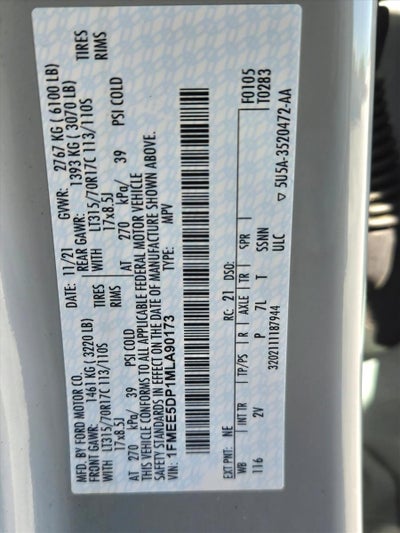 MFD. BY FORD MOTOR CO.
DATE: 11/21
GVWR: 2767 KG ( 6100 LB)
FRONT GAWR: 1461 KG ( 3220 LB)
REAR GAWR: 1393 KG ( 3070 LB)
WITH LT315/70R17C 113/110S TIRES
WITH LT315/70R17C 113/110S TIRES
17x8.5J RIMS
17x8.5J RIMS
AT 270 kPa/ 39 PSI COLD
AT 270 kPa/ 39 PSI COLD
THIS VEHICLE CONFORMS TO ALL APPLICABLE FEDERAL MOTOR VEHICLE
SAFETY STANDARDS IN EFFECT ON THE DATE OF MANUFACTURE SHOWN ABOVE.
VIN: 1FMEE5DP1MLA90173
TYPE: MPV
F0105
T0283
EXT PNT: NE RC: 21 DSO:
WB INT TR TP/PS R AXLE TR SPR
116 2V P 7L T SSNN
3202111187944 ULC
▽ 5U5A-3520472-AA